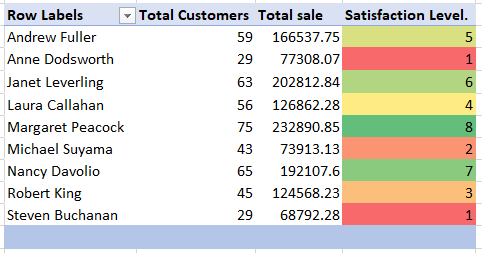 Row Labels Total Customers Total sale Satisfaction Level.
Andrew Fuller 59 166537.75 5
Anne Dodsworth 29 77308.07 1
Janet Leverling 63 202812.84 6
Laura Callahan 56 126862.28 4
Margaret Peacock 75 232890.85 8
Michael Suyama 43 73913.13 2
Nancy Davolio 65 192107.6 7
Robert King 45 124568.23 3
Steven Buchanan 29 68792.28 1